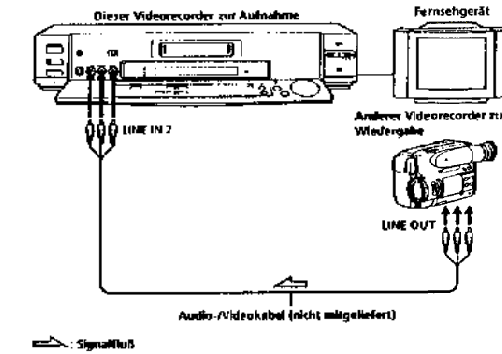 Dieser Videorecorder zur Aufnahme
Fernsehgerät
LINE IN 2
Anderer Videorecorder zur
Wiedergabe
LINE OUT
Audio-/Videokabel (nicht mitgeliefert)
: Signalfluß